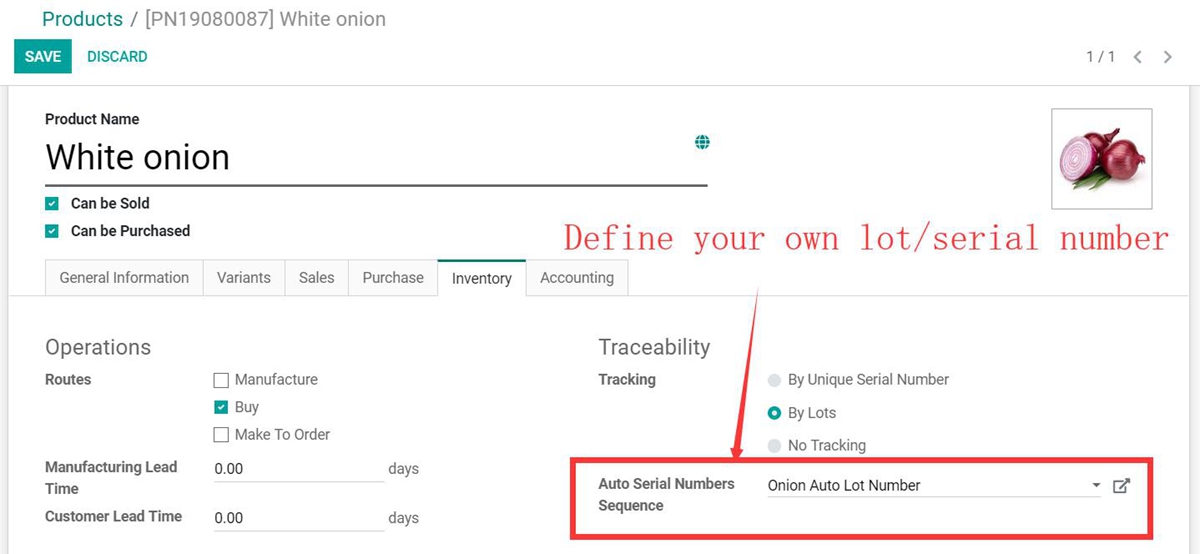 Products / [PN19080087] White onion
SAVE DISCARD 1 / 1
Product Name
White onion
Can be Sold
Can be Purchased
Define your own lot/serial number
General Information Variants Sales Purchase Inventory Accounting
Operations
Routes
Manufacture
Buy
Make To Order
Manufacturing Lead
Time
0.00 days
Customer Lead Time 0.00 days
Traceability
Tracking
By Unique Serial Number
By Lots
No Tracking
Auto Serial Numbers
Sequence
Onion Auto Lot Number